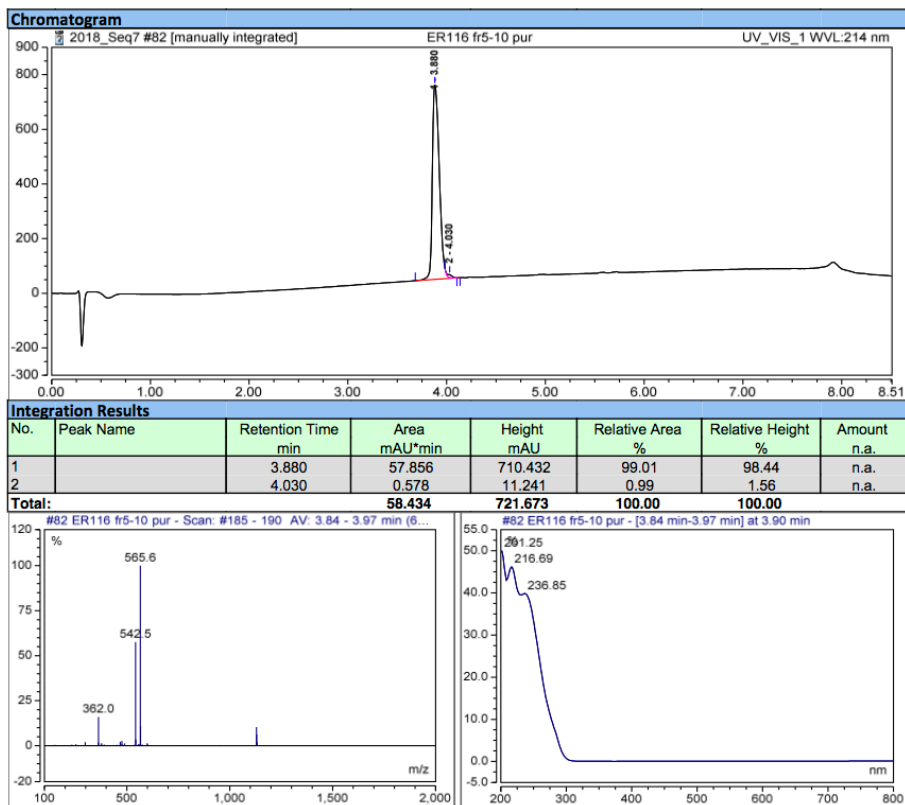 Chromatogram
2018_Seq7 #82 [manually integrated] ER116 fr5-10 pur UV_VIS_1 WVL:214 nm
900
800
600
400
200
0
-200
-300
3.880
2 - 4.030
0.00 1.00 2.00 3.00 4.00 5.00 6.00 7.00 8.00 8.51
Integration Results
No. Peak Name Retention Time Area Height Relative Area Relative Height Amount
min mAU*min mAU % % n.a.
1 3.880 57.856 710.432 99.01 98.44 n.a.
2 4.030 0.578 11.241 0.99 1.56 n.a.
Total: 58.434 721.673 100.00 100.00
#82 ER116 fr5-10 pur - Scan: #185 - 190 AV: 3.84 - 3.97 min (6...
120
%
100
75
50
25
0
-20
565.6
542.5
362.0
m/z
100 500 1,000 1,500 2,000
#82 ER116 fr5-10 pur - [3.84 min-3.97 min] at 3.90 min
55.0
%
50.0
40.0
30.0
20.0
10.0
0.0
-5.0
201.25
216.69
236.85
nm
200 300 400 500 600 700 800